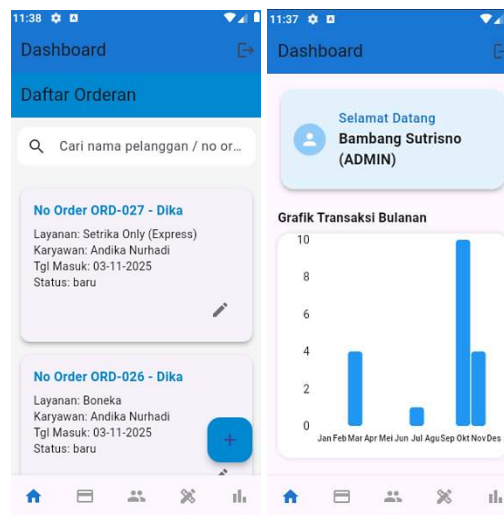 11:38
Dashboard
Daftar Orderan
Cari nama pelanggan / no or...
No Order ORD-027 - Dika
Layanan: Setrika Only (Express)
Karyawan: Andika Nurhadi
Tgl Masuk: 03-11-2025
Status: baru
No Order ORD-026 - Dika
Layanan: Boneka
Karyawan: Andika Nurhadi
Tgl Masuk: 03-11-2025
Status: baru
11:37
Dashboard
Selamat Datang
Bambang Sutrisno
(ADMIN)
Grafik Transaksi Bulanan
10
8
6
4
2
0
Jan Feb Mar Apr Mei Jun Jul Agu Sep Okt Nov Des